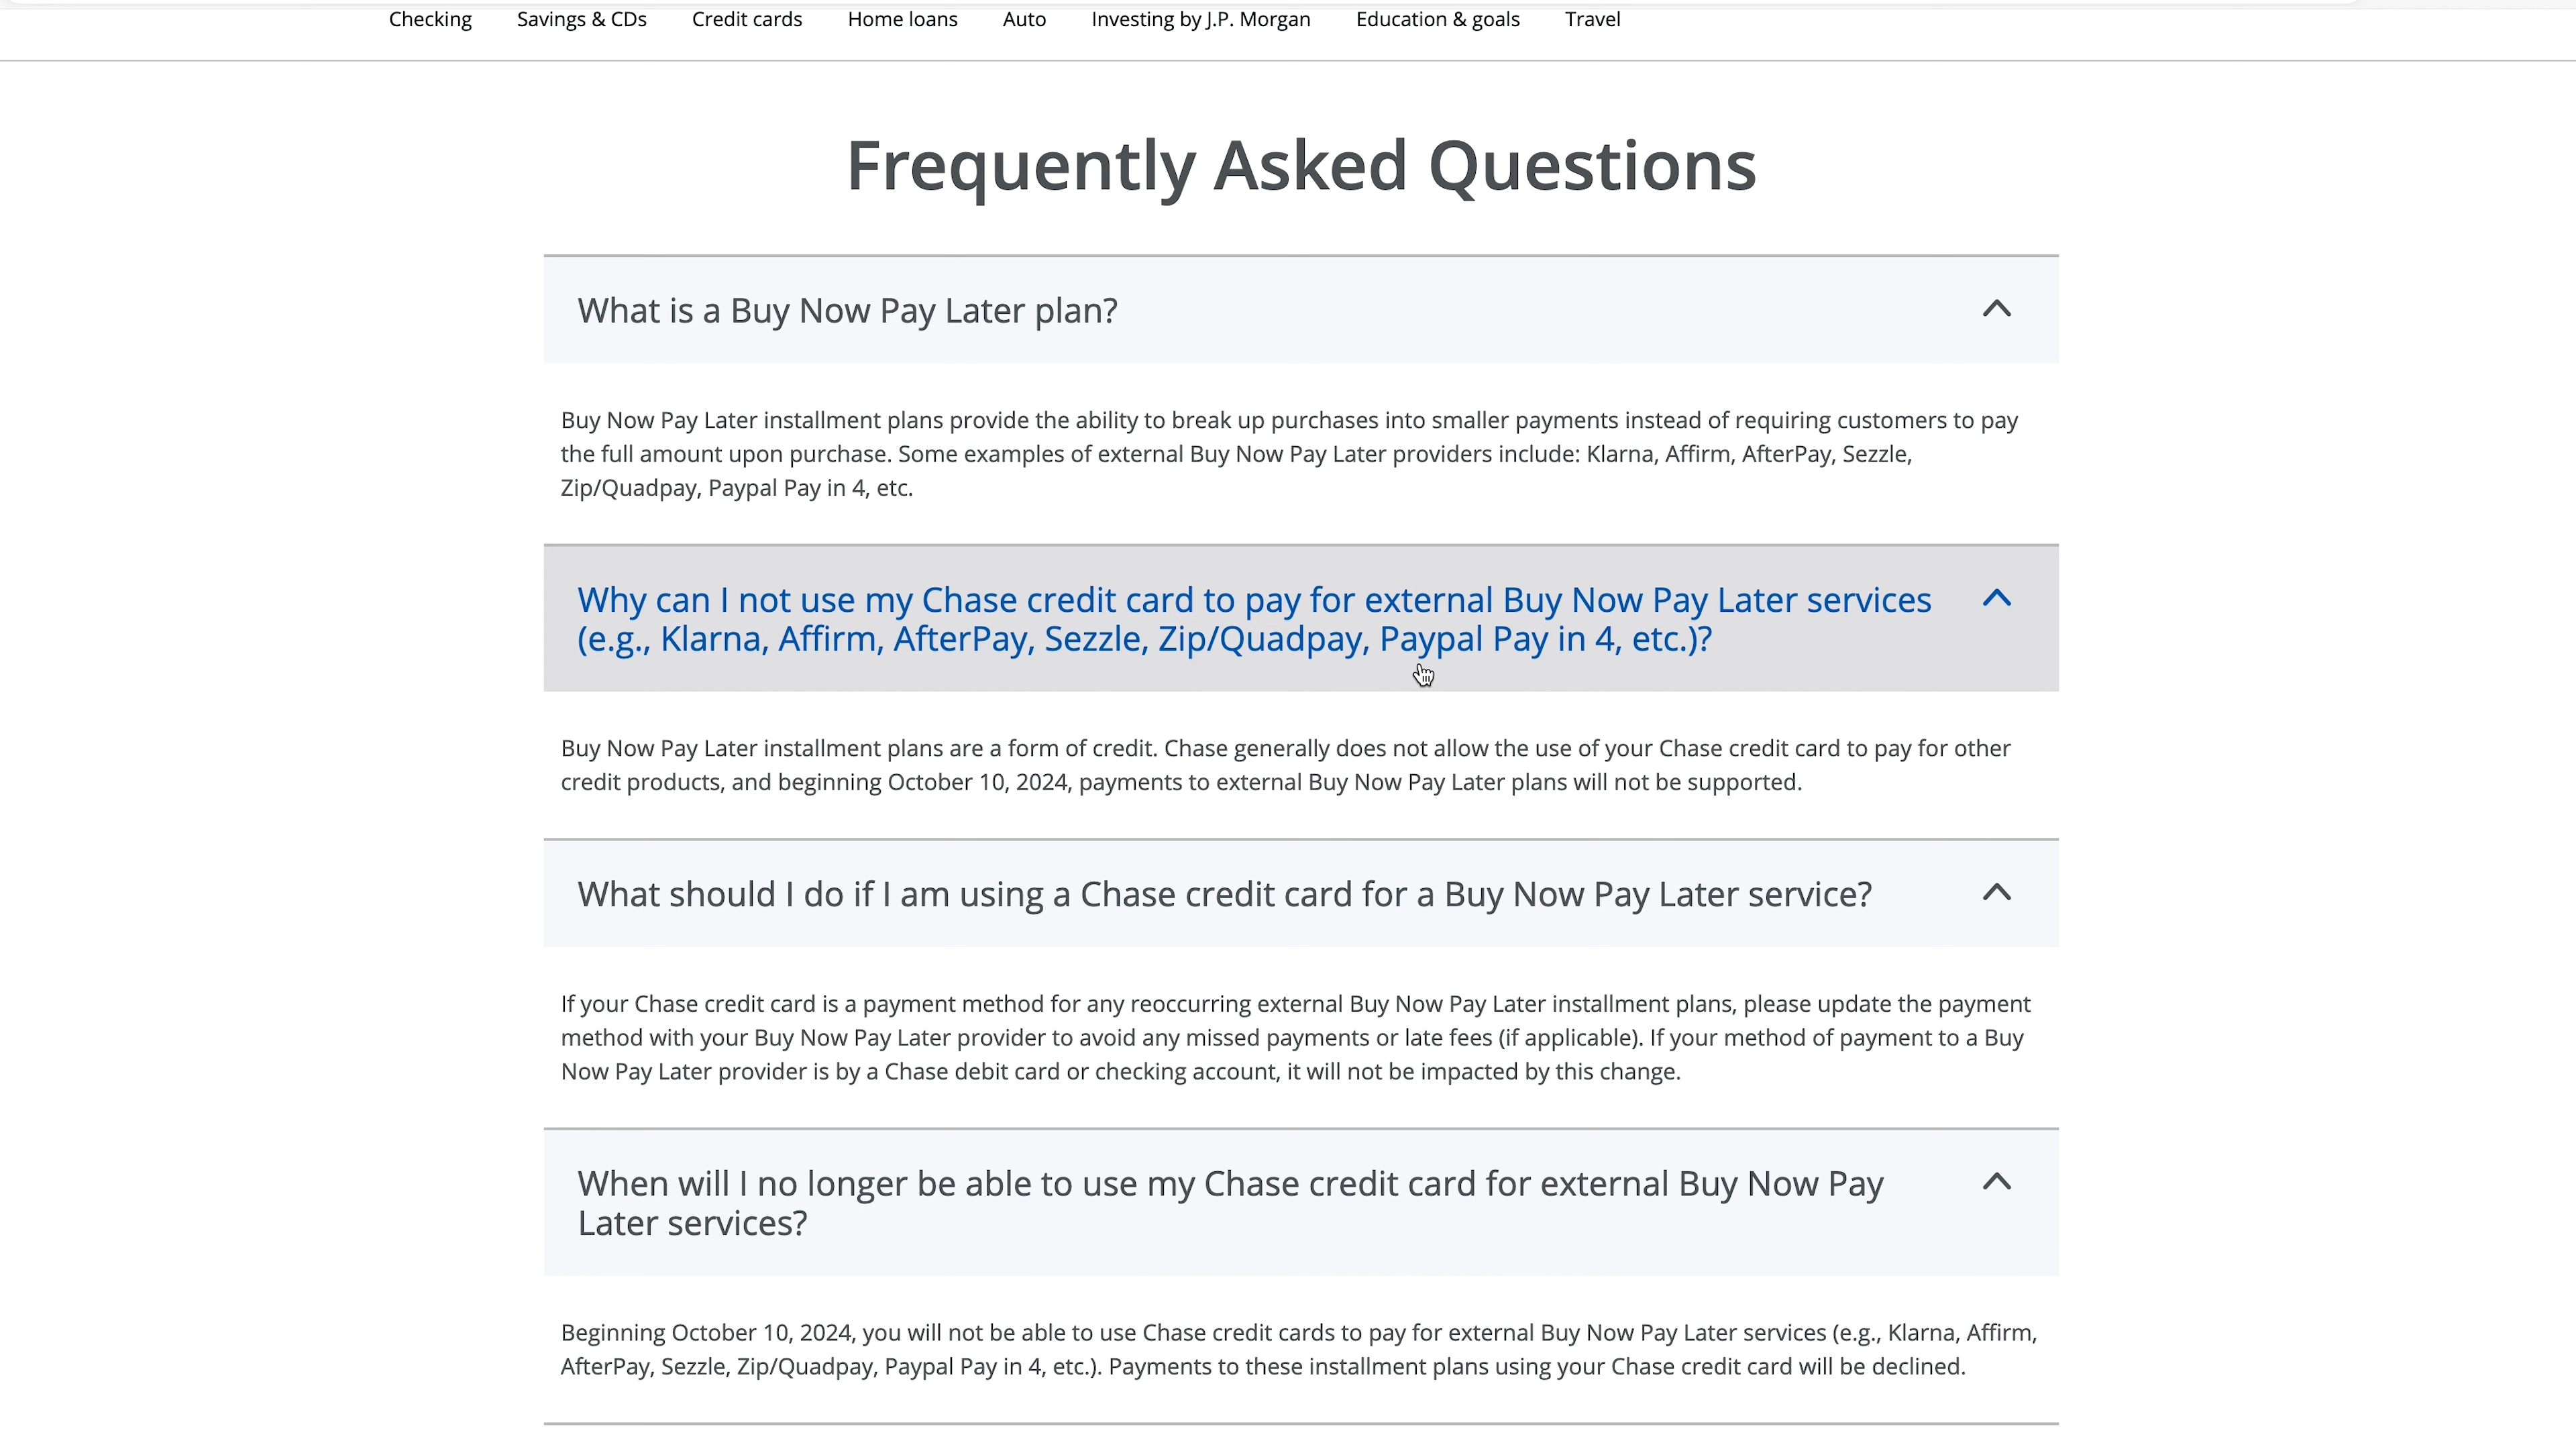 Checking Savings & CDs Credit cards Home loans Auto Investing by J.P. Morgan Education & goals Travel
Frequently Asked Questions
What is a Buy Now Pay Later plan?
Buy Now Pay Later installment plans provide the ability to break up purchases into smaller payments instead of requiring customers to pay
the full amount upon purchase. Some examples of external Buy Now Pay Later providers include: Klarna, Affirm, AfterPay, Sezzle,
Zip/Quadpay, Paypal Pay in 4, etc.
Why can I not use my Chase credit card to pay for external Buy Now Pay Later services
(e.g., Klarna, Affirm, AfterPay, Sezzle, Zip/Quadpay, Paypal Pay in 4, etc.)?
Buy Now Pay Later installment plans are a form of credit. Chase generally does not allow the use of your Chase credit card to pay for other
credit products, and beginning October 10, 2024, payments to external Buy Now Pay Later plans will not be supported.
What should I do if I am using a Chase credit card for a Buy Now Pay Later service?
If your Chase credit card is a payment method for any reoccurring external Buy Now Pay Later installment plans, please update the payment
method with your Buy Now Pay Later provider to avoid any missed payments or late fees (if applicable). If your method of payment to a Buy
Now Pay Later provider is by a Chase debit card or checking account, it will not be impacted by this change.
When will I no longer be able to use my Chase credit card for external Buy Now Pay
Later services?
Beginning October 10, 2024, you will not be able to use Chase credit cards to pay for external Buy Now Pay Later services (e.g., Klarna, Affirm,
AfterPay, Sezzle, Zip/Quadpay, Paypal Pay in 4, etc.). Payments to these installment plans using your Chase credit card will be declined.